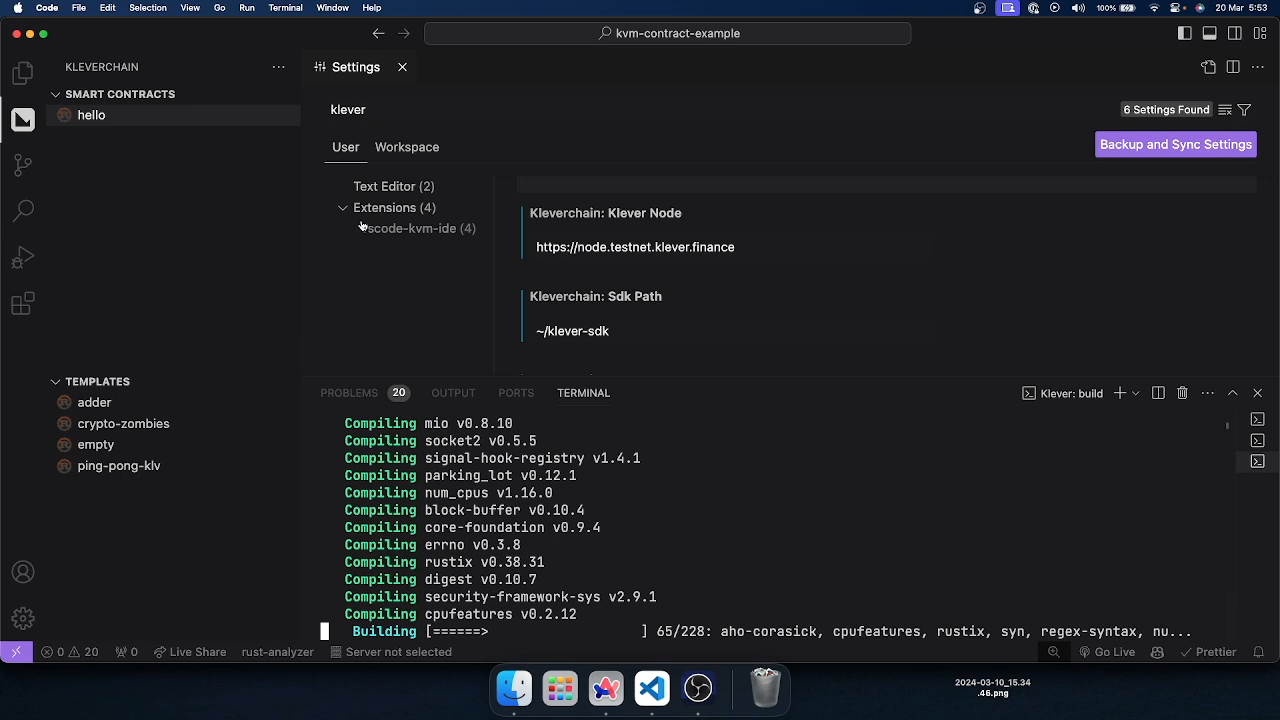 Code File Edit Selection View Go Run Terminal Window Help 100% 20 Mar 5:53
kvm-contract-example
KLEVERCHAIN
Settings
SMART CONTRACTS
hello
klever
6 Settings Found
User Workspace
Backup and Sync Settings
Text Editor (2)
Extensions (4)
scode-kvm-ide (4)
Kleverchain: Klever Node
https://node.testnet.klever.finance
Kleverchain: Sdk Path
~/klever-sdk
TEMPLATES
adder
crypto-zombies
empty
ping-pong-klv
PROBLEMS 20 OUTPUT PORTS TERMINAL Klever: build
Compiling mio v0.8.10
Compiling socket2 v0.5.5
Compiling signal-hook-registry v1.4.1
Compiling parking_lot v0.12.1
Compiling num_cpus v1.16.0
Compiling block-buffer v0.10.4
Compiling core-foundation v0.9.4
Compiling errno v0.3.8
Compiling rustix v0.38.31
Compiling digest v0.10.7
Compiling security-framework-sys v2.9.1
Compiling cpufeatures v0.2.12
Building [======> ] 65/228: aho-corasick, cpufeatures, rustix, syn, regex-syntax, nu...
0 20 0 Live Share rust-analyzer Server not selected Go Live Prettier
2024-03-10_15.34
.46.png